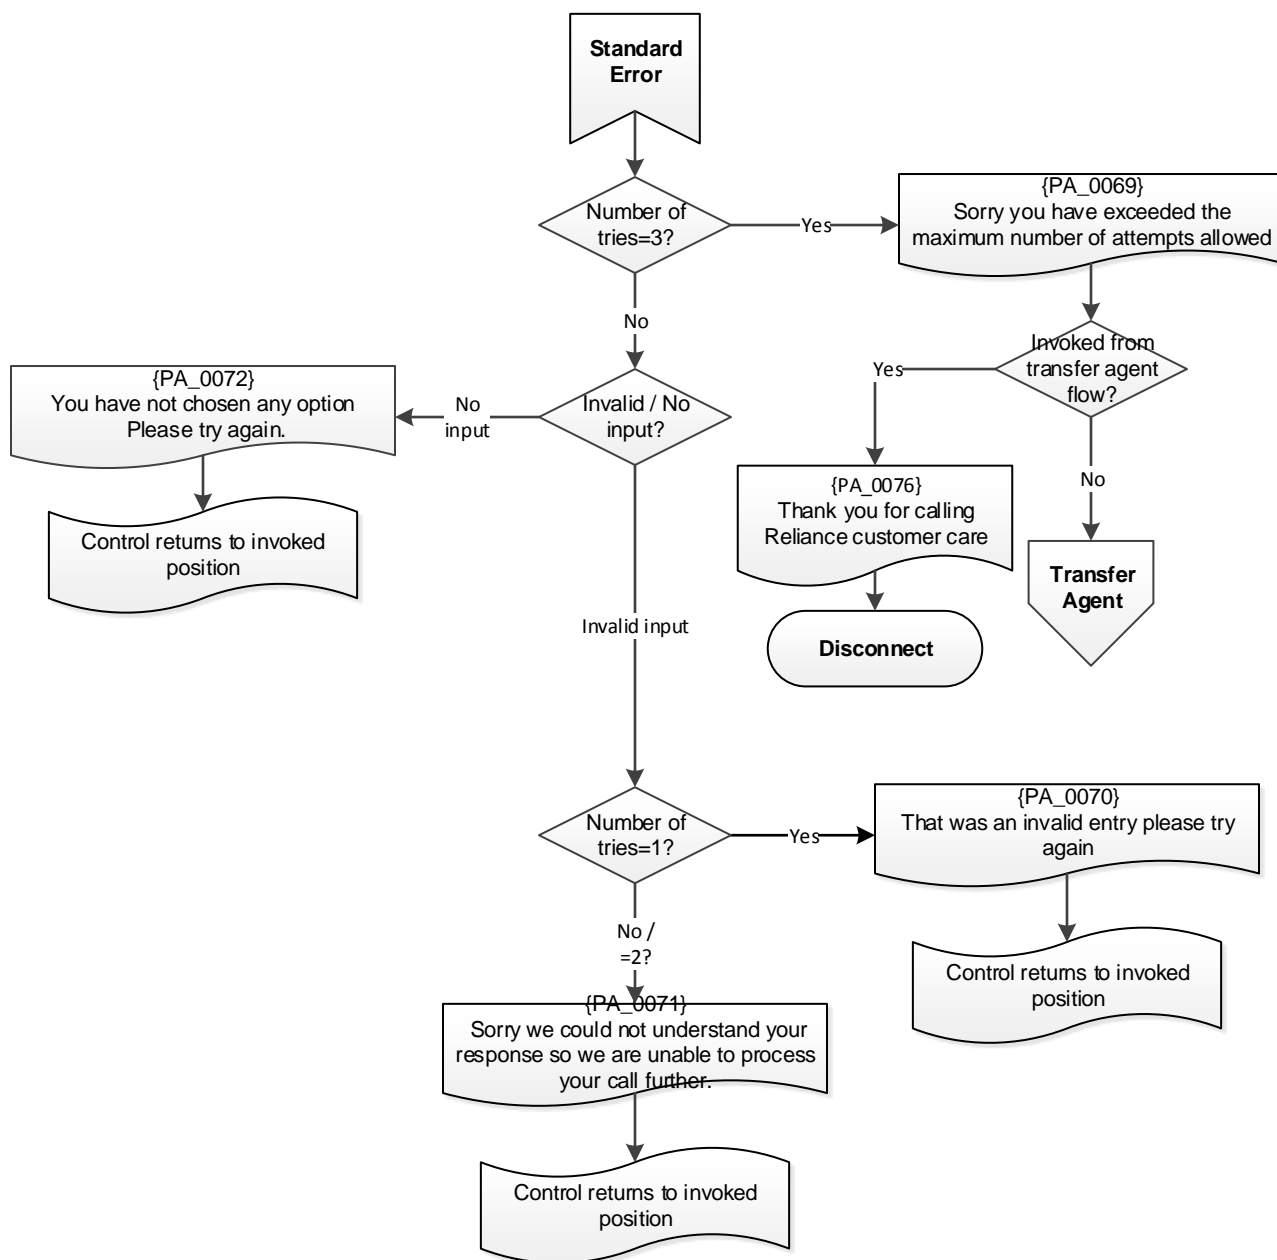 Standard
Error
Number of
tries=3?
Yes
{PA_0069}
Sorry you have exceeded the
maximum number of attempts allowed
No
Invoked from
transfer agent
flow?
Yes
{PA_0072}
You have not chosen any option
Please try again.
No
input
Invalid / No
input?
{PA_0076}
Thank you for calling
Reliance customer care
No
Control returns to invoked
position
Transfer
Agent
Invalid input
Disconnect
Number of
tries=1?
Yes
{PA_0070}
That was an invalid entry please try
again
No /
=2?
Control returns to invoked
position
{PA_0071}
Sorry we could not understand your
response so we are unable to process
your call further.
Control returns to invoked
position